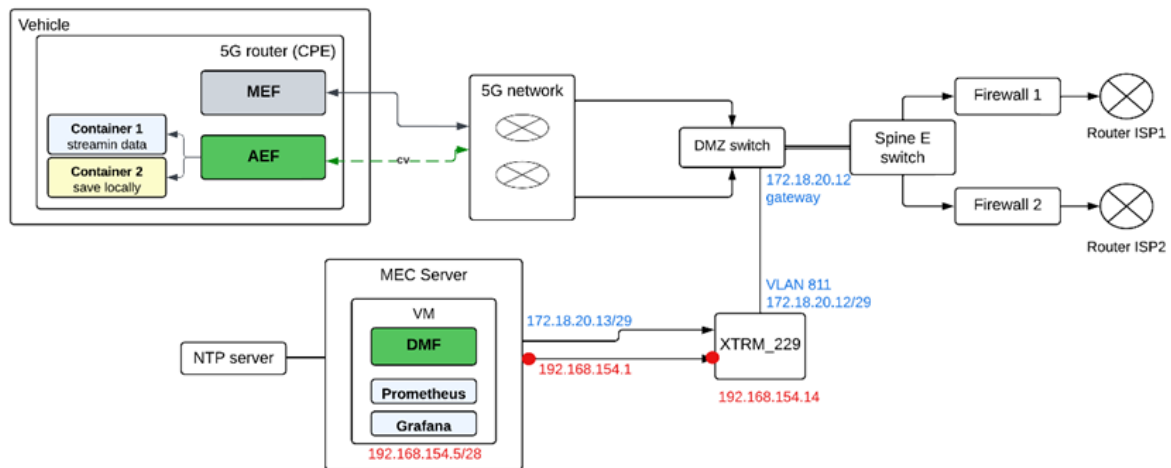 Vehicle
5G router (CPE)
MEF
AEF
Container 1
streamin data
Container 2
save locally
cv
5G network
DMZ switch
172.18.20.12
gateway
Spine E
switch
Firewall 1
Router ISP1
Firewall 2
Router ISP2
MEC Server
VM
DMF
Prometheus
Grafana
192.168.154.5/28
NTP server
172.18.20.13/29
192.168.154.1
VLAN 811
172.18.20.12/29
XTRM_229
192.168.154.14